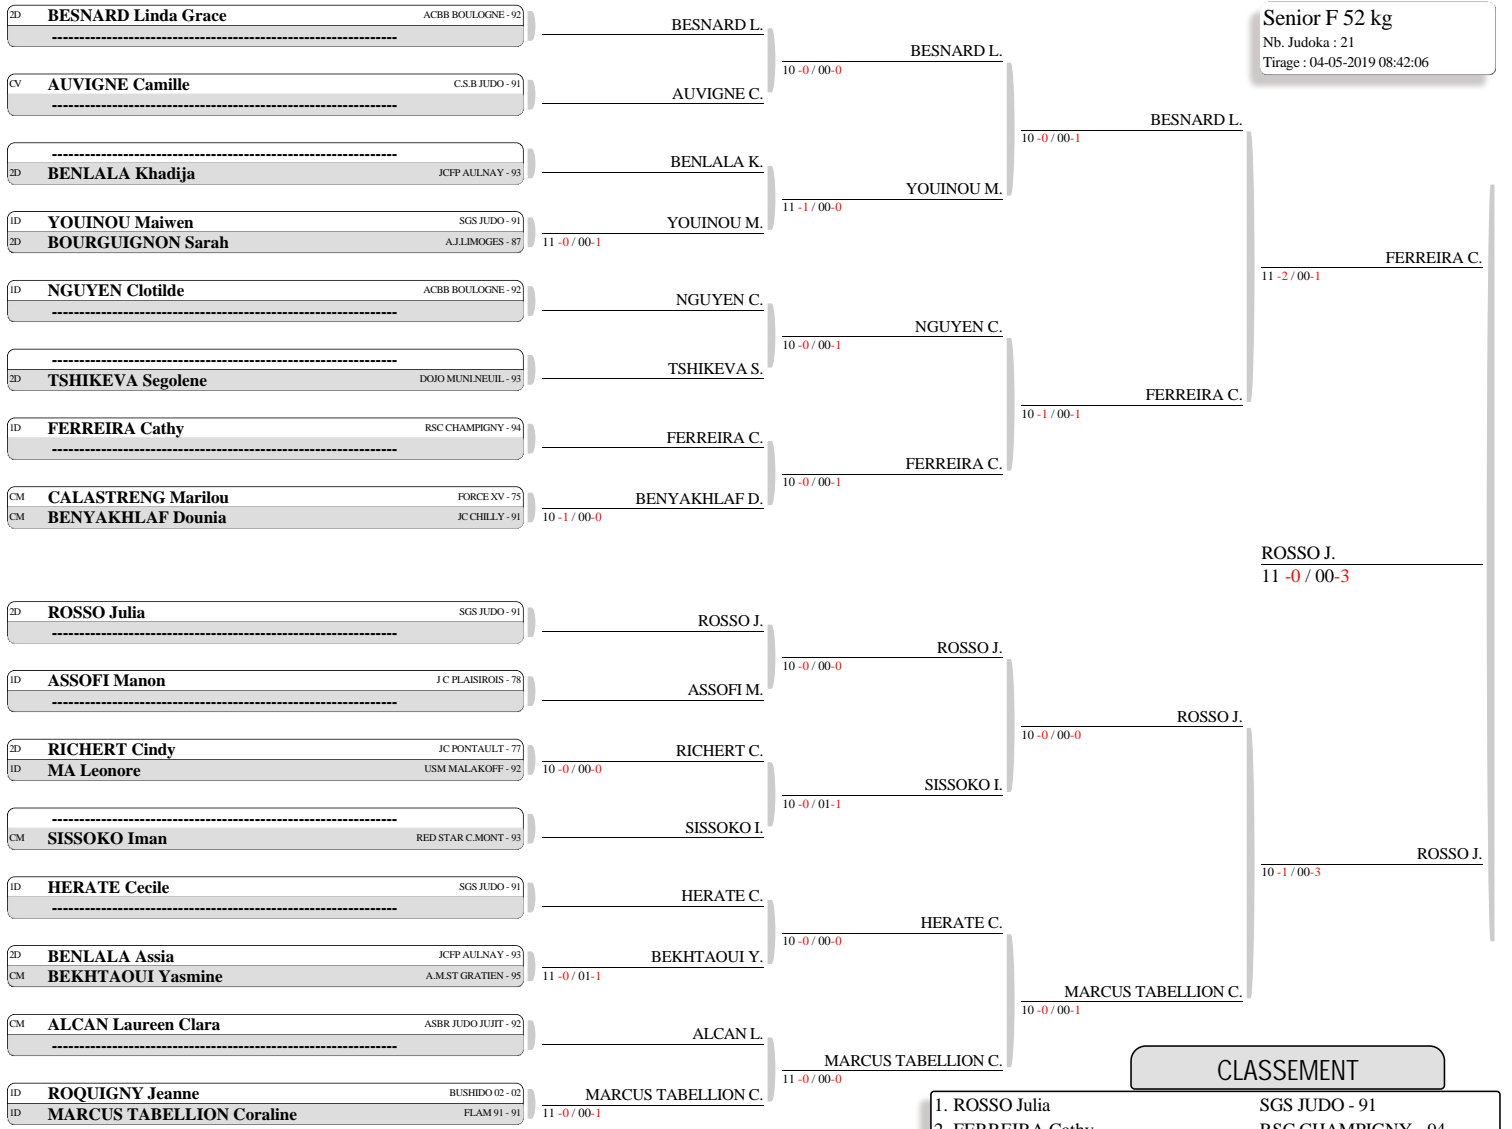 Senior F 52 kg
Nb. Judoka : 21
Tirage : 04-05-2019 08:42:06
2D BESNARD Linda Grace ACBB BOULOGNE - 92
------------------------------------------------------------------
CV AUVIGNE Camille C.S.B JUDO - 91
------------------------------------------------------------------
------------------------------------------------------------------
2D BENLALA Khadija JCFP AULNAY - 93
1D YOUINOU Maiwen SGS JUDO - 91
2D BOURGUIGNON Sarah A.J.LIMOGES - 87
1D NGUYEN Clotilde ACBB BOULOGNE - 92
------------------------------------------------------------------
------------------------------------------------------------------
2D TSHIKEVA Segolene DOJO MUNI.NEUIL - 93
1D FERREIRA Cathy RSC CHAMPIGNY - 94
------------------------------------------------------------------
CM CALASTRENG Marilou FORCE XV - 75
CM BENYAKHLAF Dounia JC CHILLY - 91
2D ROSSO Julia SGS JUDO - 91
------------------------------------------------------------------
1D ASSOFI Manon J C PLAISIROIS - 78
------------------------------------------------------------------
2D RICHERT Cindy JC PONTAULT - 77
1D MA Leonore USM MALAKOFF - 92
------------------------------------------------------------------
CM SISSOKO Iman RED STAR C.MONT - 93
1D HERATE Cecile SGS JUDO - 91
------------------------------------------------------------------
2D BENLALA Assia JCFP AULNAY - 93
CM BEKHTAOUI Yasmine A.M.ST GRATIEN - 95
CM ALCAN Laureen Clara ASBR JUDO JUJIT - 92
------------------------------------------------------------------
1D ROQUIGNY Jeanne BUSHIDO 02 - 02
1D MARCUS TABELLION Coraline FLAM 91 - 91
BESNARD L.
AUVIGNE C.
BENLALA K.
YOUINOU M.
11 -0 / 00-1
NGUYEN C.
TSHIKEVA S.
FERREIRA C.
BENYAKHLAF D.
10 -1 / 00-0
ROSSO J.
ASSOFI M.
RICHERT C.
10 -0 / 00-0
SISSOKO I.
HERATE C.
BEKHTAOUI Y.
11 -0 / 01-1
ALCAN L.
MARCUS TABELLION C.
11 -0 / 00-1
BESNARD L.
10 -0 / 00-0
YOUINOU M.
11 -1 / 00-0
NGUYEN C.
10 -0 / 00-1
FERREIRA C.
10 -0 / 00-1
ROSSO J.
10 -0 / 00-0
SISSOKO I.
10 -0 / 01-1
HERATE C.
10 -0 / 00-0
MARCUS TABELLION C.
11 -0 / 00-0
BESNARD L.
10 -0 / 00-1
FERREIRA C.
10 -1 / 00-1
ROSSO J.
10 -0 / 00-0
MARCUS TABELLION C.
10 -0 / 00-1
FERREIRA C.
11 -2 / 00-1
ROSSO J.
11 -0 / 00-3
ROSSO J.
10 -1 / 00-3
CLASSEMENT
1. ROSSO Julia SGS JUDO - 91
2. FERREIRA Cathy RSC CHAMPIGNY - 94